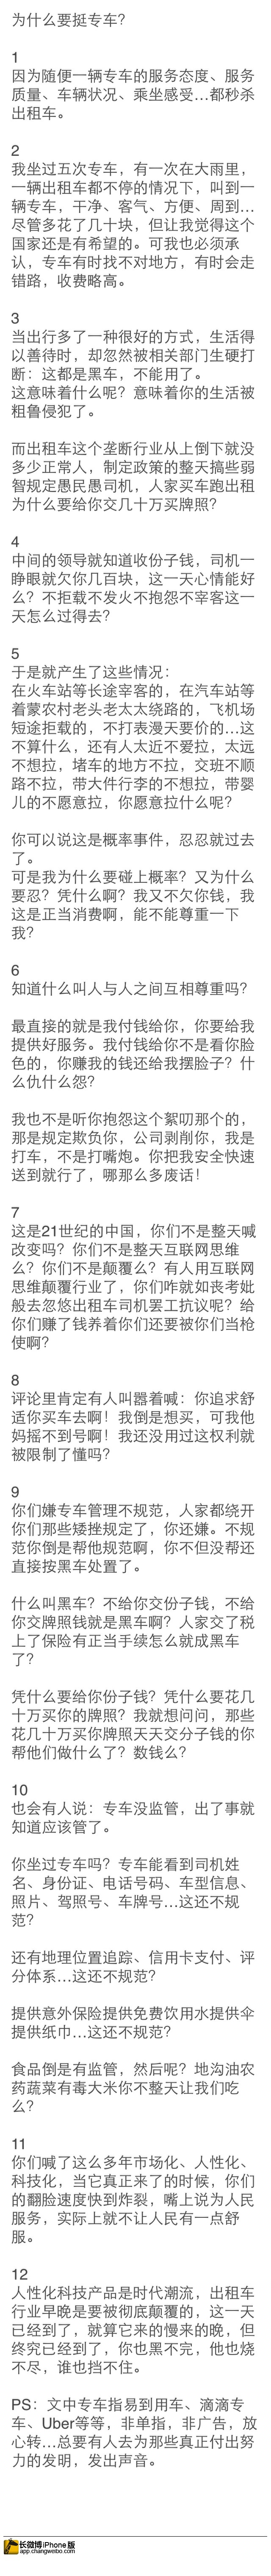 为什么要挺专车？
1
因为随便一辆专车的服务态度、服务
质量、车辆状况、乘坐感受…都秒杀
出租车。
2
我坐过五次专车，有一次在大雨里，
一辆出租车都不停的情况下，叫到一
辆专车，干净、客气、方便、周到…
尽管多花了几十块，但让我觉得这个
国家还是有希望的。可我也必须承
认，专车有时找不对地方，有时会走
错路，收费略高。
3
当出行多了一种很好的方式，生活得
以善待时，却忽然被相关部门生硬打
断：这都是黑车，不能用了。
这意味着什么呢？意味着你的生活被
粗鲁侵犯了。
而出租车这个垄断行业从上倒下就没
多少正常人，制定政策的整天搞些弱
智规定愚民愚司机，人家买车跑出租
为什么要给你交几十万买牌照？
4
中间的领导就知道收份子钱，司机一
睁眼就欠你几百块，这一天心情能好
么？不拒载不发火不抱怨不宰客这一
天怎么过得去？
5
于是就产生了这些情况：
在火车站等长途宰客的，在汽车站等
着蒙农村老头老太太绕路的，飞机场
短途拒载的，不打表漫天要价的…这
不算什么，还有人太近不爱拉，太远
不想拉，堵车的地方不拉，交班不顺
路不拉，带大件行李的不想拉，带婴
儿的不愿意拉，你愿意拉什么呢？
你可以说这是概率事件，忍忍就过去
了。
可是我为什么要碰上概率？又为什么
要忍？凭什么啊？我又不欠你钱，我
这是正当消费啊，能不能尊重一下
我？
6
知道什么叫人与人之间互相尊重吗？
最直接的就是我付钱给你，你要给我
提供好服务。我付钱给你不是看你脸
色的，你赚我的钱还给我摆脸子？什
么仇什么怨？
我也不是听你抱怨这个絮叨那个的，
那是规定欺负你，公司剥削你，我是
打车，不是打嘴炮。你把我安全快速
送到就行了，哪那么多废话！
7
这是21世纪的中国，你们不是整天喊
改变吗？你们不是整天互联网思维
么？你们不是颠覆么？有人用互联网
思维颠覆行业了，你们咋就如丧考妣
般去忽悠出租车司机罢工抗议呢？给
你们赚了钱养着你们还要被你们当枪
使啊？
8
评论里肯定有人叫嚣着喊：你追求舒
适你买车去啊！我倒是想买，可我他
妈摇不到号啊！我还没用过这权利就
被限制了懂吗？
9
你们嫌专车管理不规范，人家都绕开
你们那些矮挫规定了，你还嫌。不规
范你倒是帮他规范啊，你不但没帮还
直接按黑车处置了。
什么叫黑车？不给你交份子钱，不给
你交牌照钱就是黑车啊？人家交了税
上了保险有正当手续怎么就成黑车
了？
凭什么要给你份子钱？凭什么要花几
十万买你的牌照？我就想问问，那些
花几十万买你牌照天天交分子钱的你
帮他们做什么了？数钱么？
10
也会有人说：专车没监管，出了事就
知道应该管了。
你坐过专车吗？专车能看到司机姓
名、身份证、电话号码、车型信息、
照片、驾照号、车牌号…这还不规
范？
还有地理位置追踪、信用卡支付、评
分体系…这还不规范？
提供意外保险提供免费饮用水提供伞
提供纸巾…这还不规范？
食品倒是有监管，然后呢？地沟油农
药蔬菜有毒大米你不整天让我们吃
么？
11
你们喊了这么多年市场化、人性化、
科技化，当它真正来了的时候，你们
的翻脸速度快到炸裂，嘴上说为人民
服务，实际上就不让人民有一点舒
服。
12
人性化科技产品是时代潮流，出租车
行业早晚是要被彻底颠覆的，这一天
已经到了，就算它来的慢来的晚，但
终究已经到了，你也黑不完，他也烧
不尽，谁也挡不住。
PS：文中专车指易到用车、滴滴专
车、Uber等等，非单指，非广告，放
心转…总要有人去为那些真正付出努
力的发明，发出声音。
长微博iPhone版
app.changweibo.com